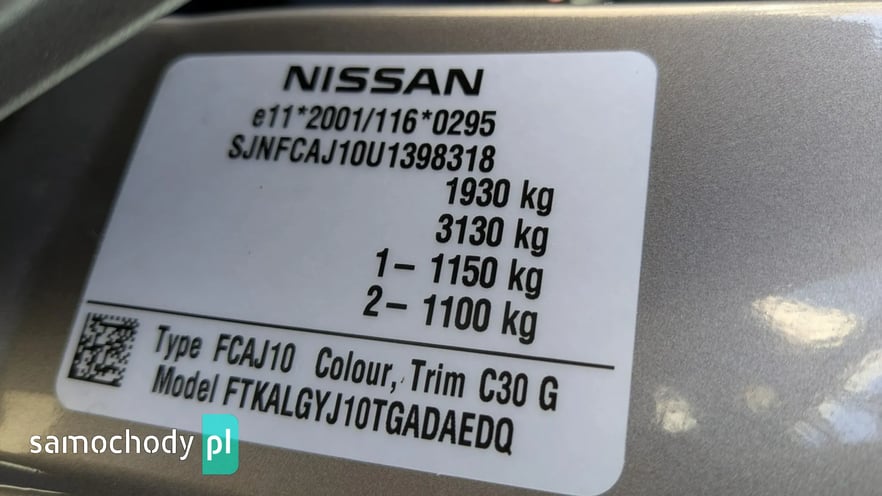 NISSAN
e11*2001/116*0295
SJNFCAJ10U1398318
1930 kg
3130 kg
1– 1150 kg
2– 1100 kg
Type FCAJ10 Colour, Trim C30 G
Model FTKALGYJ10TGADAEDQ
samochody pl